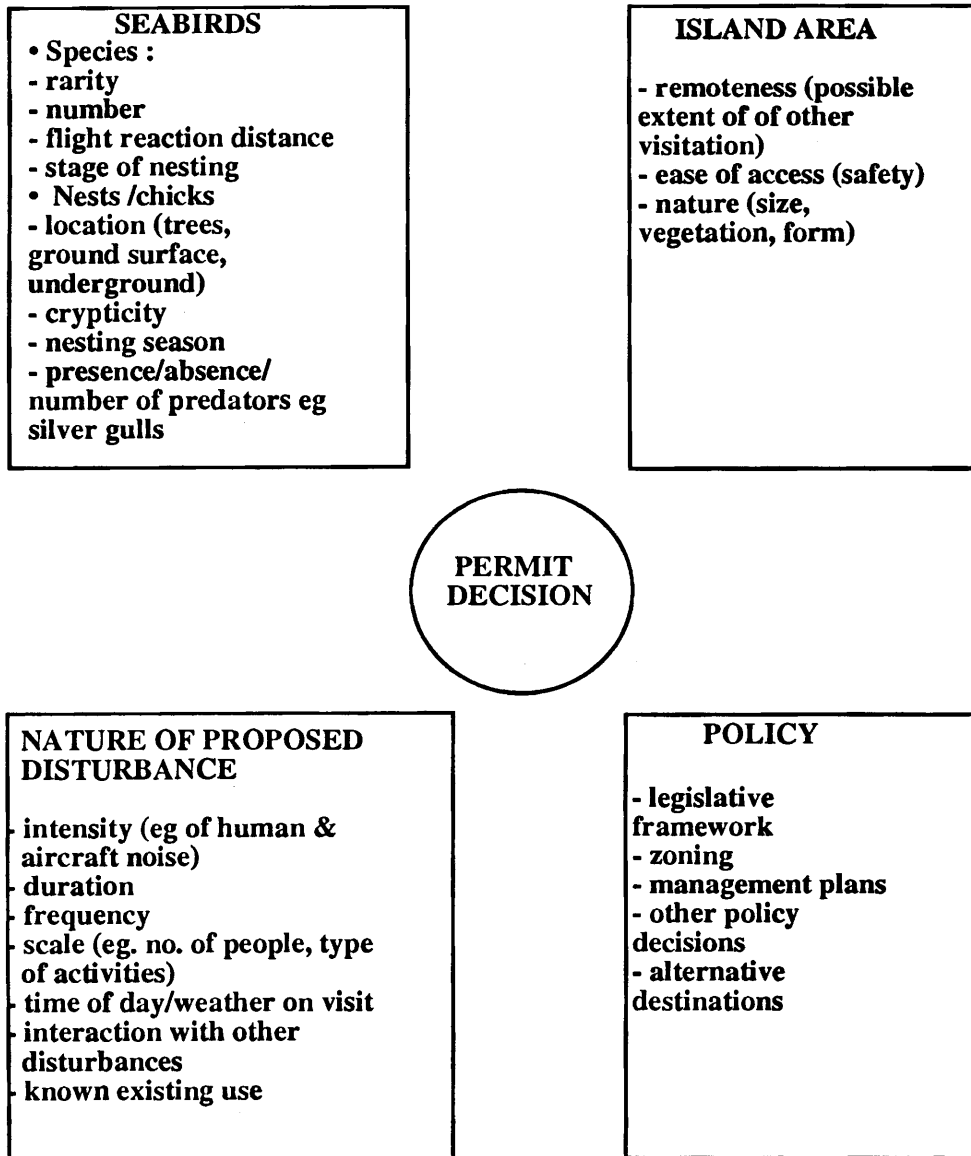 SEABIRDS
• Species :
- rarity
- number
- flight reaction distance
- stage of nesting
• Nests /chicks
- location (trees,
ground surface,
underground)
- crypticity
- nesting season
- presence/absence/
number of predators eg
silver gulls
ISLAND AREA
- remoteness (possible
extent of of other
visitation)
- ease of access (safety)
- nature (size,
vegetation, form)
PERMIT
DECISION
NATURE OF PROPOSED
DISTURBANCE
- intensity (eg of human &
aircraft noise)
- duration
- frequency
- scale (eg. no. of people, type
of activities)
- time of day/weather on visit
- interaction with other
disturbances
- known existing use
POLICY
- legislative
framework
- zoning
- management plans
- other policy
decisions
- alternative
destinations